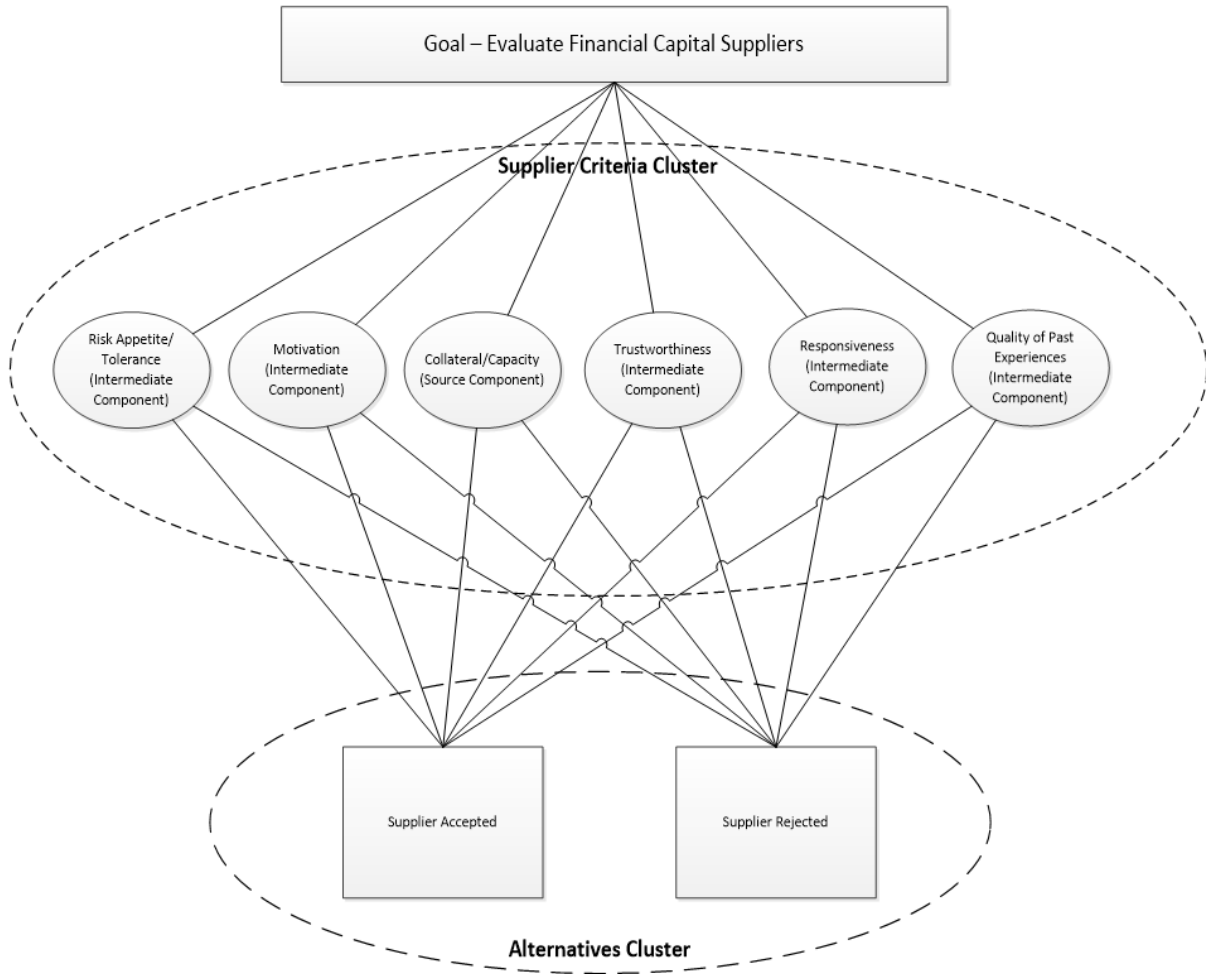 Goal – Evaluate Financial Capital Suppliers
Supplier Criteria Cluster
Risk Appetite/
Tolerance
(Intermediate
Component)
Motivation
(Intermediate
Component)
Collateral/Capacity
(Source Component)
Trustworthiness
(Intermediate
Component)
Responsiveness
(Intermediate
Component)
Quality of Past
Experiences
(Intermediate
Component)
Supplier Accepted
Supplier Rejected
Alternatives Cluster